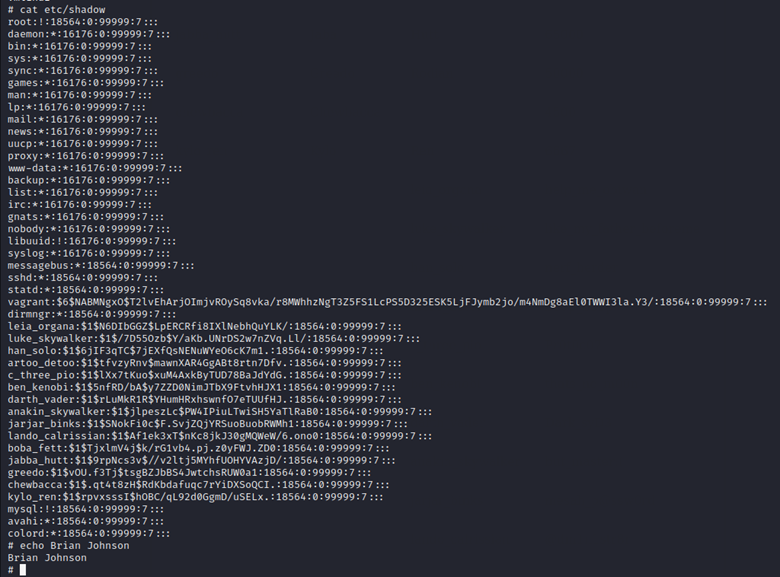 # cat etc/shadow
root:!:18564:0:99999:7:::
daemon:*:16176:0:99999:7:::
bin:*:16176:0:99999:7:::
sys:*:16176:0:99999:7:::
sync:*:16176:0:99999:7:::
games:*:16176:0:99999:7:::
man:*:16176:0:99999:7:::
lp:*:16176:0:99999:7:::
mail:*:16176:0:99999:7:::
news:*:16176:0:99999:7:::
uucp:*:16176:0:99999:7:::
proxy:*:16176:0:99999:7:::
www-data:*:16176:0:99999:7:::
backup:*:16176:0:99999:7:::
list:*:16176:0:99999:7:::
irc:*:16176:0:99999:7:::
gnats:*:16176:0:99999:7:::
nobody:*:16176:0:99999:7:::
libuuid:!:16176:0:99999:7:::
syslog:*:16176:0:99999:7:::
messagebus:*:18564:0:99999:7:::
sshd:*:18564:0:99999:7:::
statd:*:18564:0:99999:7:::
vagrant:$6$NABMNgxO$T2lvEhArjOImjvROySq8vka/r8MWhhzNgT3Z5FS1LcPS5D325ESK5LjFJymb2jo/m4NmDg8aEl0TWWI3la.Y3/:18564:0:99999:7:::
dirmngr:*:18564:0:99999:7:::
leia_organa:$1$N6DIbGGZ$LpERCRfi8IXlNebhQuYLK/:18564:0:99999:7:::
luke_skywalker:$1$/7D55Ozb$Y/aKb.UNrDS2w7nZVq.Ll/:18564:0:99999:7:::
han_solo:$1$6jIF3qTC$7jEXfQsNENuWYeO6cK7m1.:18564:0:99999:7:::
artoo_detoo:$1$tfvzyRnv$mawnXAR4GgABt8rtn7Dfv.:18564:0:99999:7:::
c_three_pio:$1$lXx7tKuo$xuM4AxkByTUD78BaJdYdG.:18564:0:99999:7:::
ben_kenobi:$1$5nfRD/bA$y7ZZD0NimJTbX9FtvhHJX1:18564:0:99999:7:::
darth_vader:$1$rLuMkR1R$YHumHRxhswnfO7eTUUfHJ.:18564:0:99999:7:::
anakin_skywalker:$1$jlpeszLc$PW4IPiuLTwiSH5YaTlRaB0:18564:0:99999:7:::
jarjar_binks:$1$SNokFi0c$F.SvjZQjYRSuoBuobRWMh1:18564:0:99999:7:::
lando_calrissian:$1$Af1ek3xT$nKc8jkJ30gMQWeW/6.ono0:18564:0:99999:7:::
boba_fett:$1$TjxlmV4j$k/rG1vb4.pj.z0yFWJ.ZD0:18564:0:99999:7:::
jabba_hutt:$1$9rpNcs3v$//v2ltj5MYhfUOHYVAzjD/:18564:0:99999:7:::
greedo:$1$vOU.f3Tj$tsgBZJbBS4JwtchsRUW0a1:18564:0:99999:7:::
chewbacca:$1$.qt4t8zH$RdKbdafuqc7rYiDXSoQCI.:18564:0:99999:7:::
kylo_ren:$1$rpvxsssI$hOBC/qL92d0GgmD/uSELx.:18564:0:99999:7:::
mysql:!:18564:0:99999:7:::
avahi:*:18564:0:99999:7:::
colord:*:18564:0:99999:7:::
# echo Brian Johnson
Brian Johnson
#